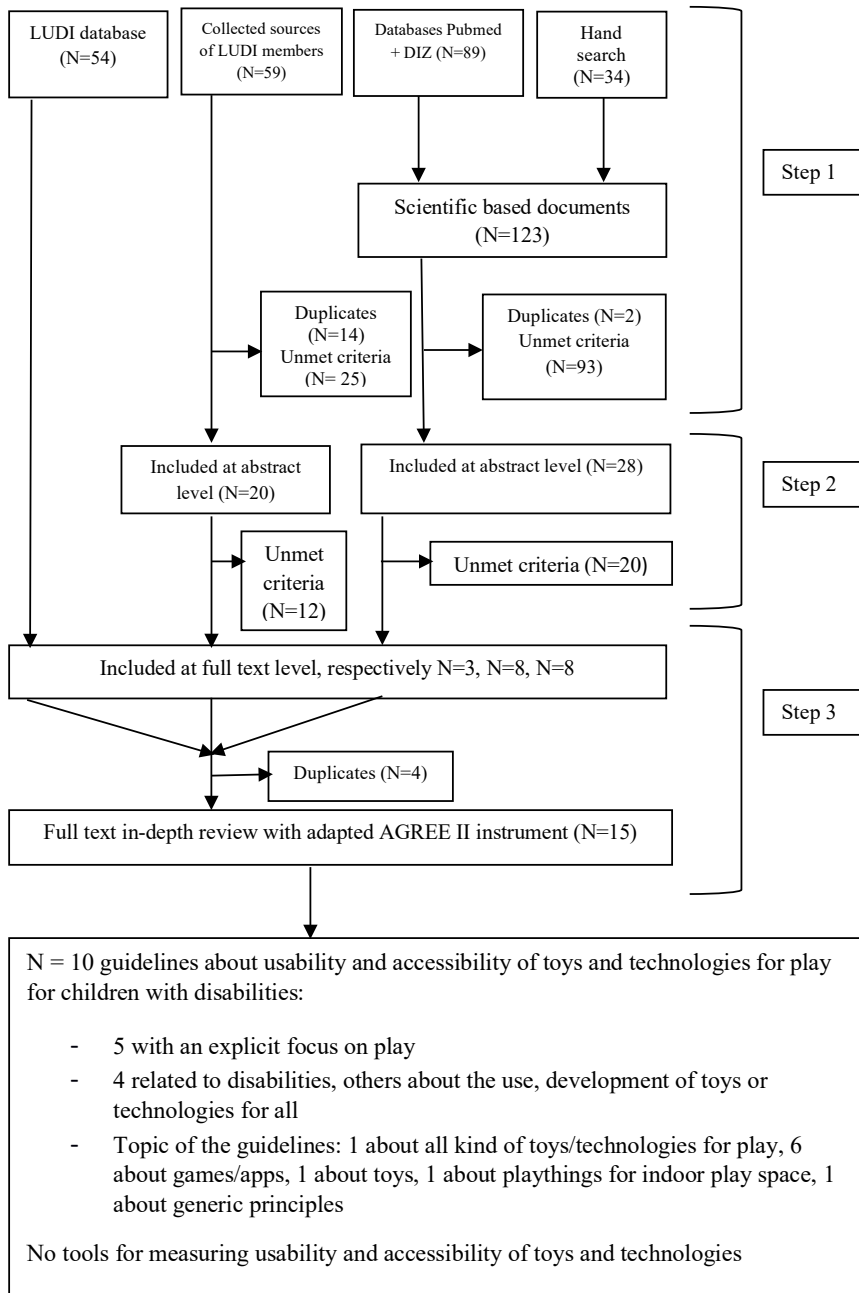 LUDI database
(N=54)
Collected sources
of LUDI members
(N=59)
Databases Pubmed
+ DIZ (N=89)
Hand
search
(N=34)
Step 1
Scientific based documents
(N=123)
Duplicates
(N=14)
Unmet criteria
(N= 25)
Duplicates (N=2)
Unmet criteria
(N=93)
Included at abstract
level (N=20)
Included at abstract level (N=28)
Step 2
Unmet
criteria
(N=12)
Unmet criteria (N=20)
Included at full text level, respectively N=3, N=8, N=8
Step 3
Duplicates (N=4)
Full text in-depth review with adapted AGREE II instrument (N=15)
N = 10 guidelines about usability and accessibility of toys and technologies for play
for children with disabilities:
- 5 with an explicit focus on play
- 4 related to disabilities, others about the use, development of toys or
technologies for all
- Topic of the guidelines: 1 about all kind of toys/technologies for play, 6
about games/apps, 1 about toys, 1 about playthings for indoor play space, 1
about generic principles
No tools for measuring usability and accessibility of toys and technologies